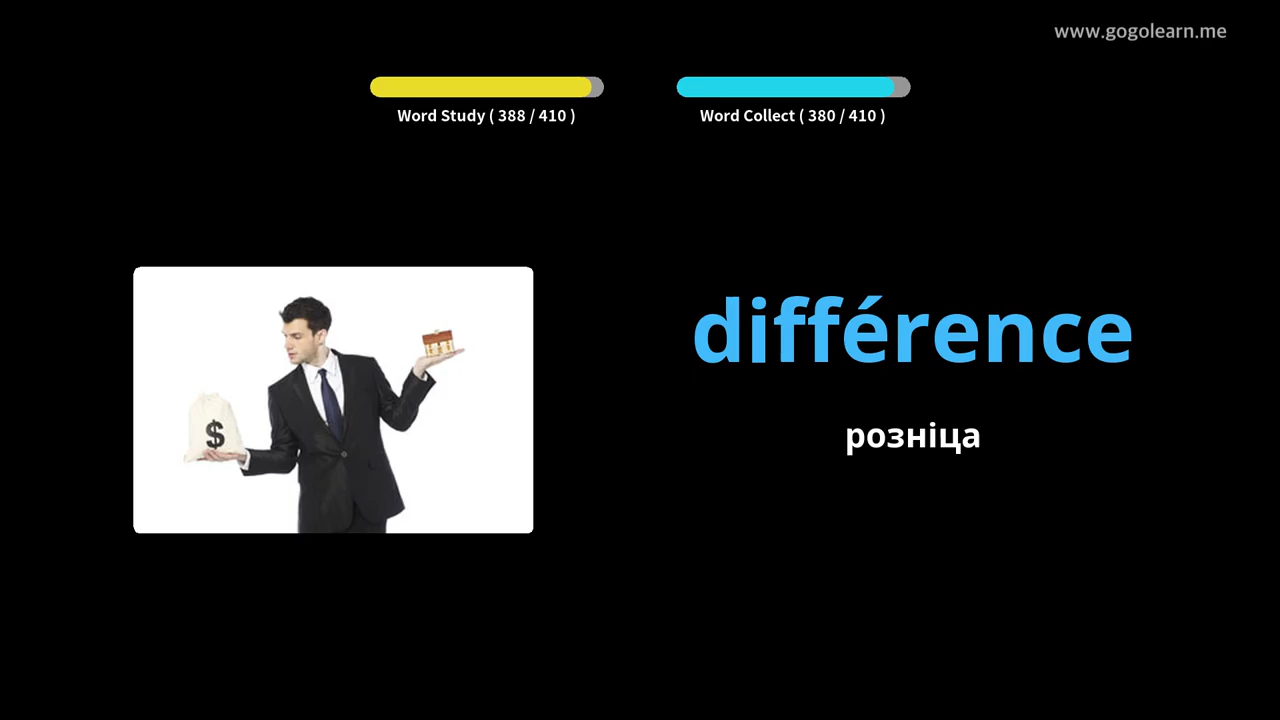 www.gogolearn.me
Word Study ( 388 / 410 )
Word Collect ( 380 / 410 )
$
différence
розніца